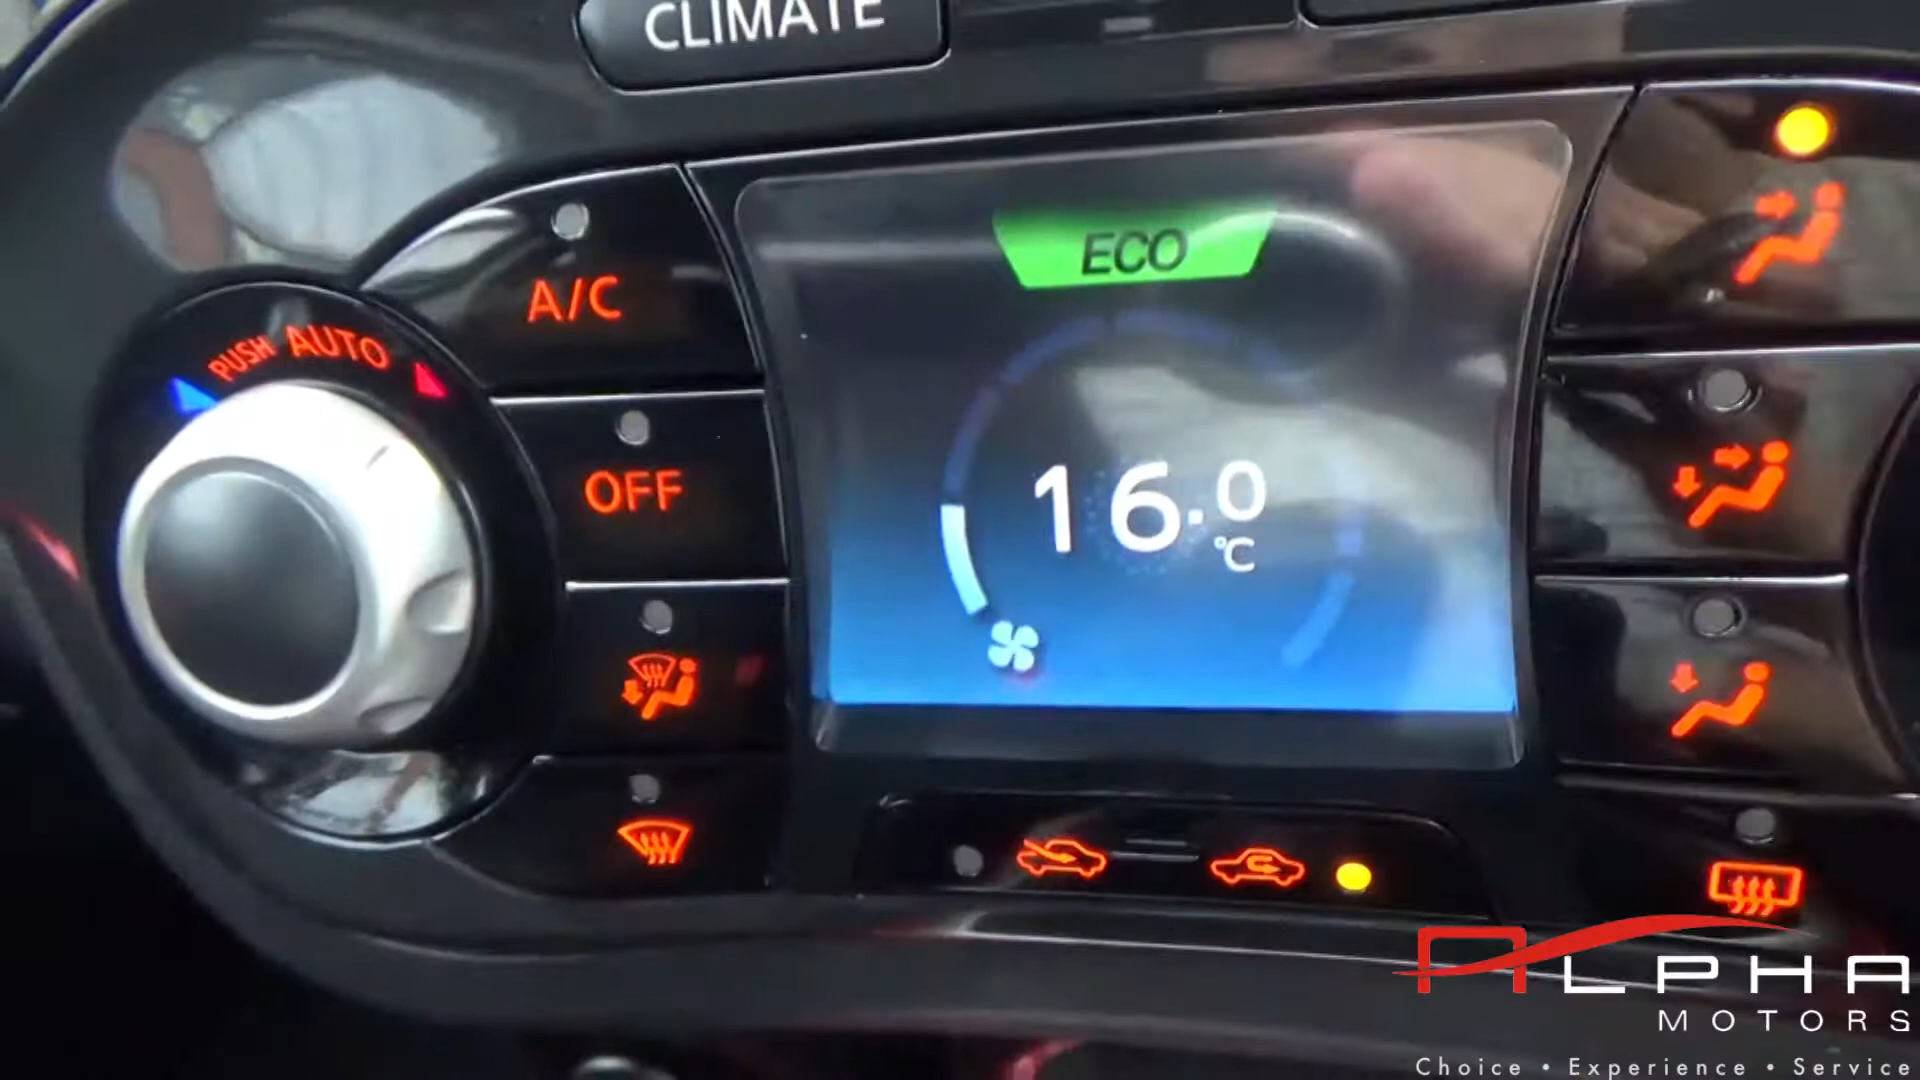 CLIMATE
A/C
PUSH AUTO
OFF
ECO
16.0
°C
ALPHA
MOTORS
Choice • Experience • Service